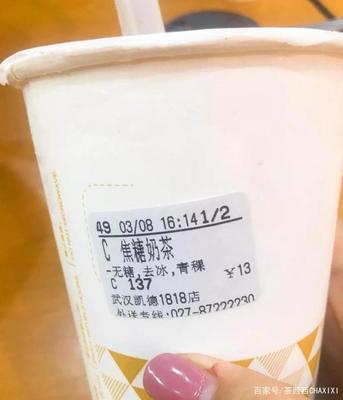 49 03/08 16:14 1/2
C 焦糖奶茶
-无糖,去冰,青稞 ¥13
C 137
武汉凯德1818店
外送专线:027-87222230
百家号/茶西西CHAXIXI